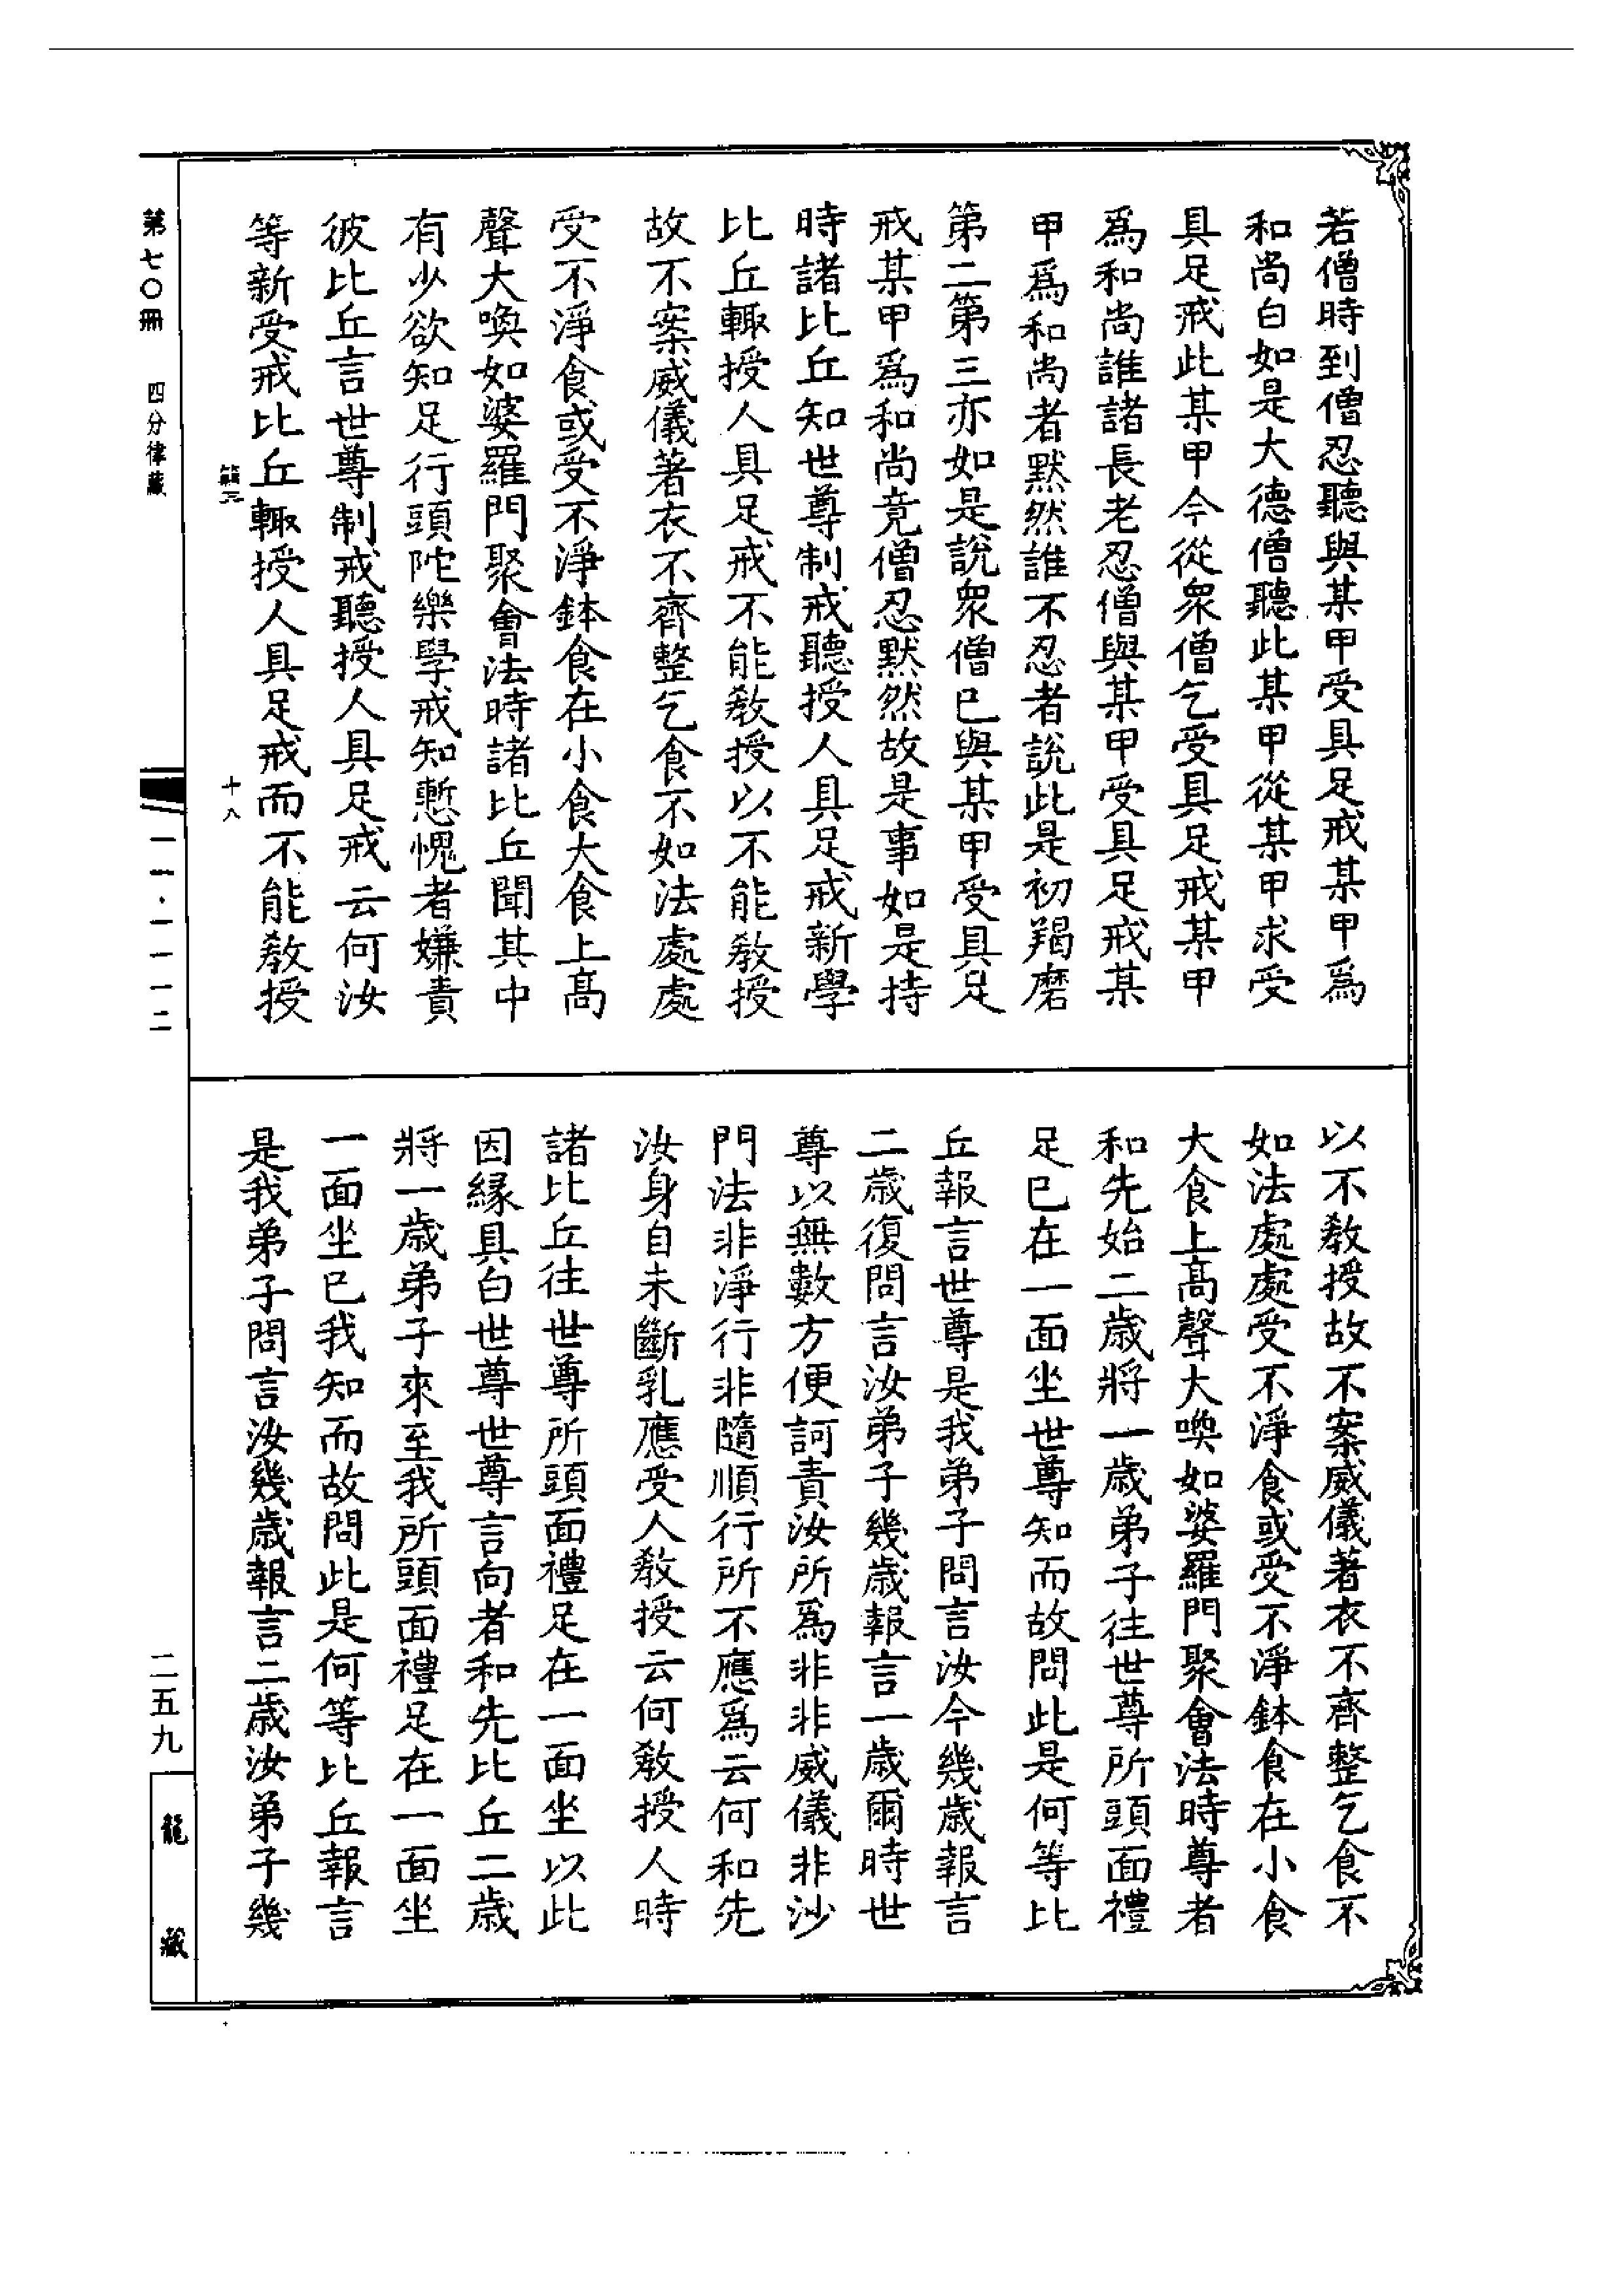 若僧時到僧忍聽與某甲受具足戒某甲爲
和尚白如是大德僧聽此某甲從某甲求受
具足戒此某甲今從衆僧乞受具足戒某甲
爲和尚誰諸長老忍僧與某甲受具足戒某
甲爲和尚者默然誰不忍者說此是初羯磨
第二第三亦如是說衆僧已與某甲受具足
戒某甲爲和尚竟僧忍默然故是事如是持
時諸比丘知世尊制戒聽授人具足戒新學
比丘輙授人具足戒不能敎授以不能敎授
故不案威儀著衣不齊整乞食不如法處處
受不淨食或受不淨鉢食在小食大食上高
聲大喚如婆羅門聚會法時諸比丘聞其中
有少欲知足行頭陀樂學戒知慙愧者嫌責
彼比丘言世尊制戒聽授人具足戒云何汝
等新受戒比丘輙授人具足戒而不能敎授
十八
以不敎授故不案威儀著衣不齊整乞食不
如法處處受不淨食或受不淨鉢食在小食
大食上高聲大喚如婆羅門聚會法時尊者
和先始二歲將一歲弟子往世尊所頭面禮
足已在一面坐世尊知而故問此是何等比
丘報言世尊是我弟子問言汝今幾歲報言
二歲復問言汝弟子幾歲報言一歲爾時世
尊以無數方便訶責汝所爲非非威儀非沙
門法非淨行非隨順行所不應爲云何和先
汝身自未斷乳應受人敎授云何敎授人時
諸比丘往世尊所頭面禮足在一面坐以此
因緣具白世尊世尊言向者和先比丘二歲
將一歲弟子來至我所頭面禮足在一面坐
一面坐已我知而故問此是何等比丘報言
是我弟子問言汝幾歲報言二歲汝弟子幾
第七〇冊 四分律藏
一一·一一一二
二五九
龍藏